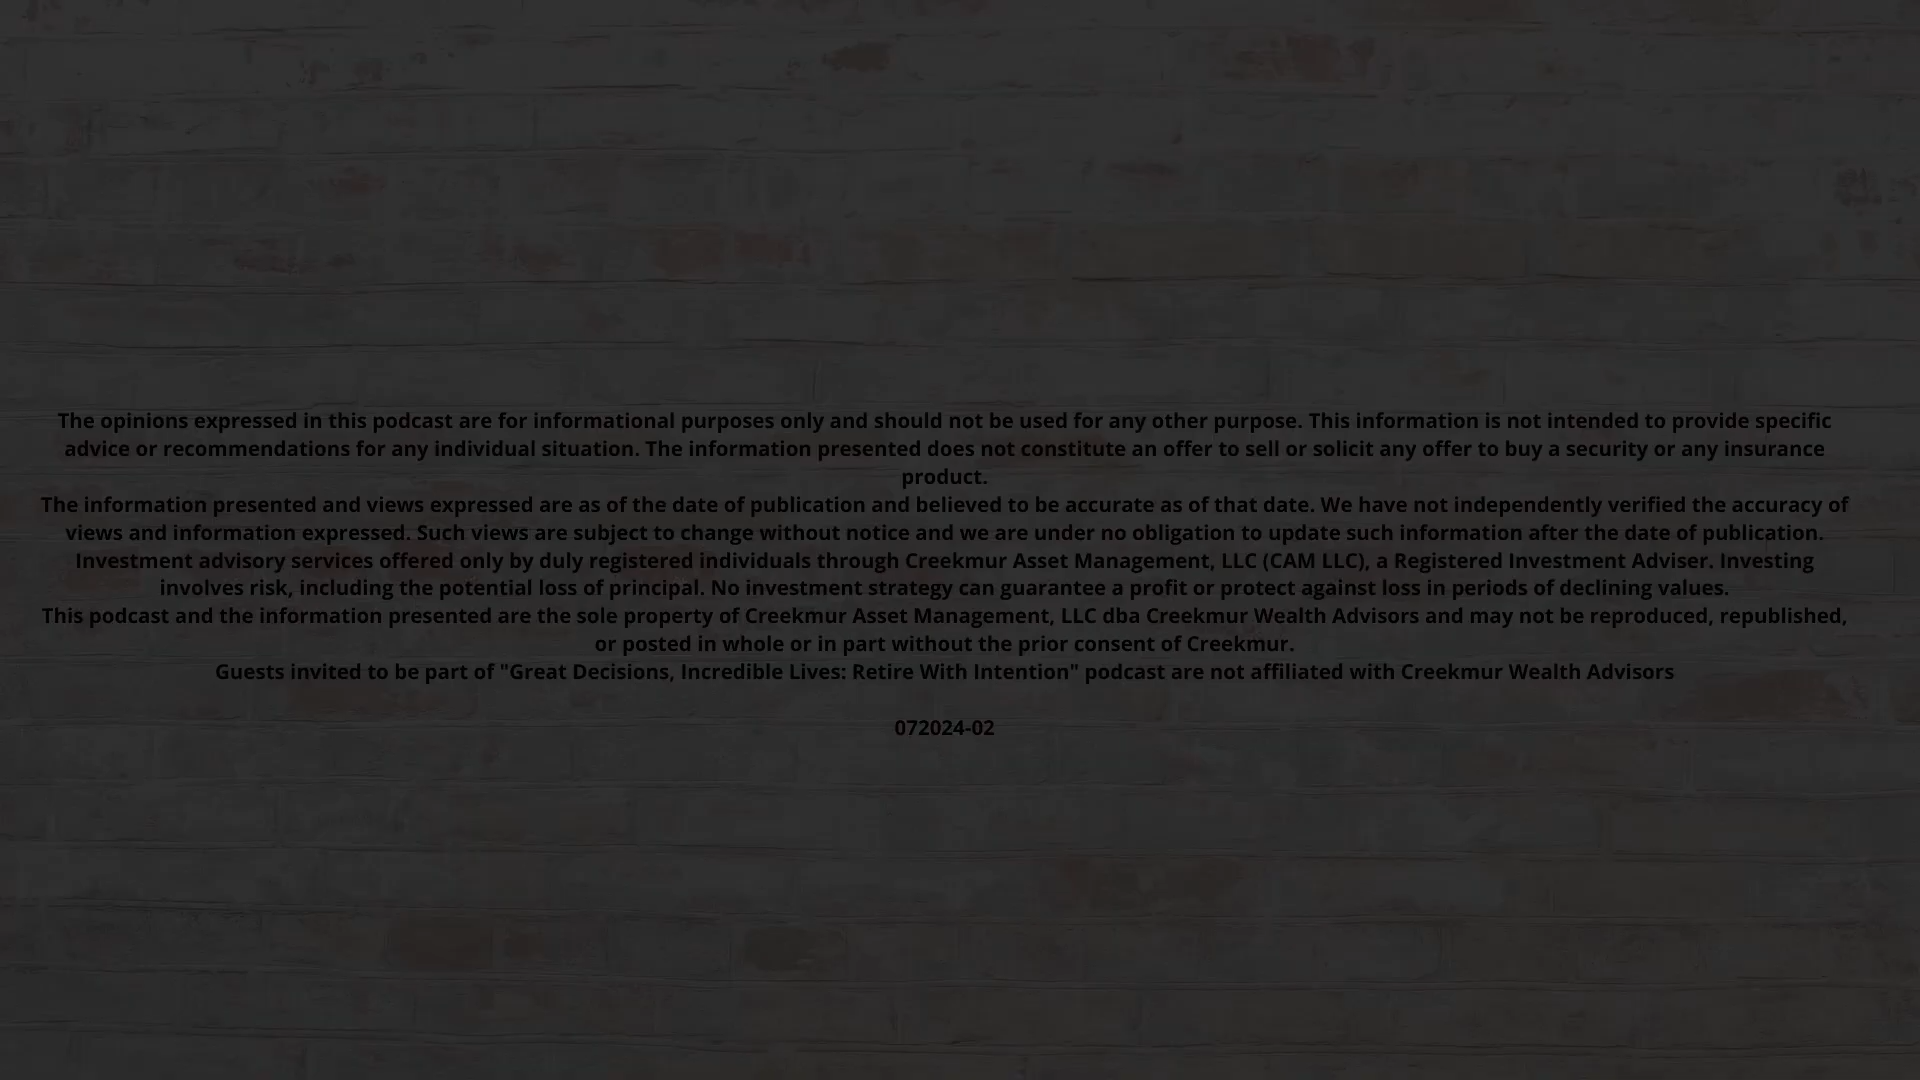 The opinions expressed in this podcast are for informational purposes only and should not be used for any other purpose. This information is not intended to provide specific
advice or recommendations for any individual situation. The information presented does not constitute an offer to sell or solicit any offer to buy a security or any insurance
product.
The information presented and views expressed are as of the date of publication and believed to be accurate as of that date. We have not independently verified the accuracy of
views and information expressed. Such views are subject to change without notice and we are under no obligation to update such information after the date of publication.
Investment advisory services offered only by duly registered individuals through Creekmur Asset Management, LLC (CAM LLC), a Registered Investment Adviser. Investing
involves risk, including the potential loss of principal. No investment strategy can guarantee a profit or protect against loss in periods of declining values.
This podcast and the information presented are the sole property of Creekmur Asset Management, LLC dba Creekmur Wealth Advisors and may not be reproduced, republished,
or posted in whole or in part without the prior consent of Creekmur.
Guests invited to be part of "Great Decisions, Incredible Lives: Retire With Intention" podcast are not affiliated with Creekmur Wealth Advisors
072024-02